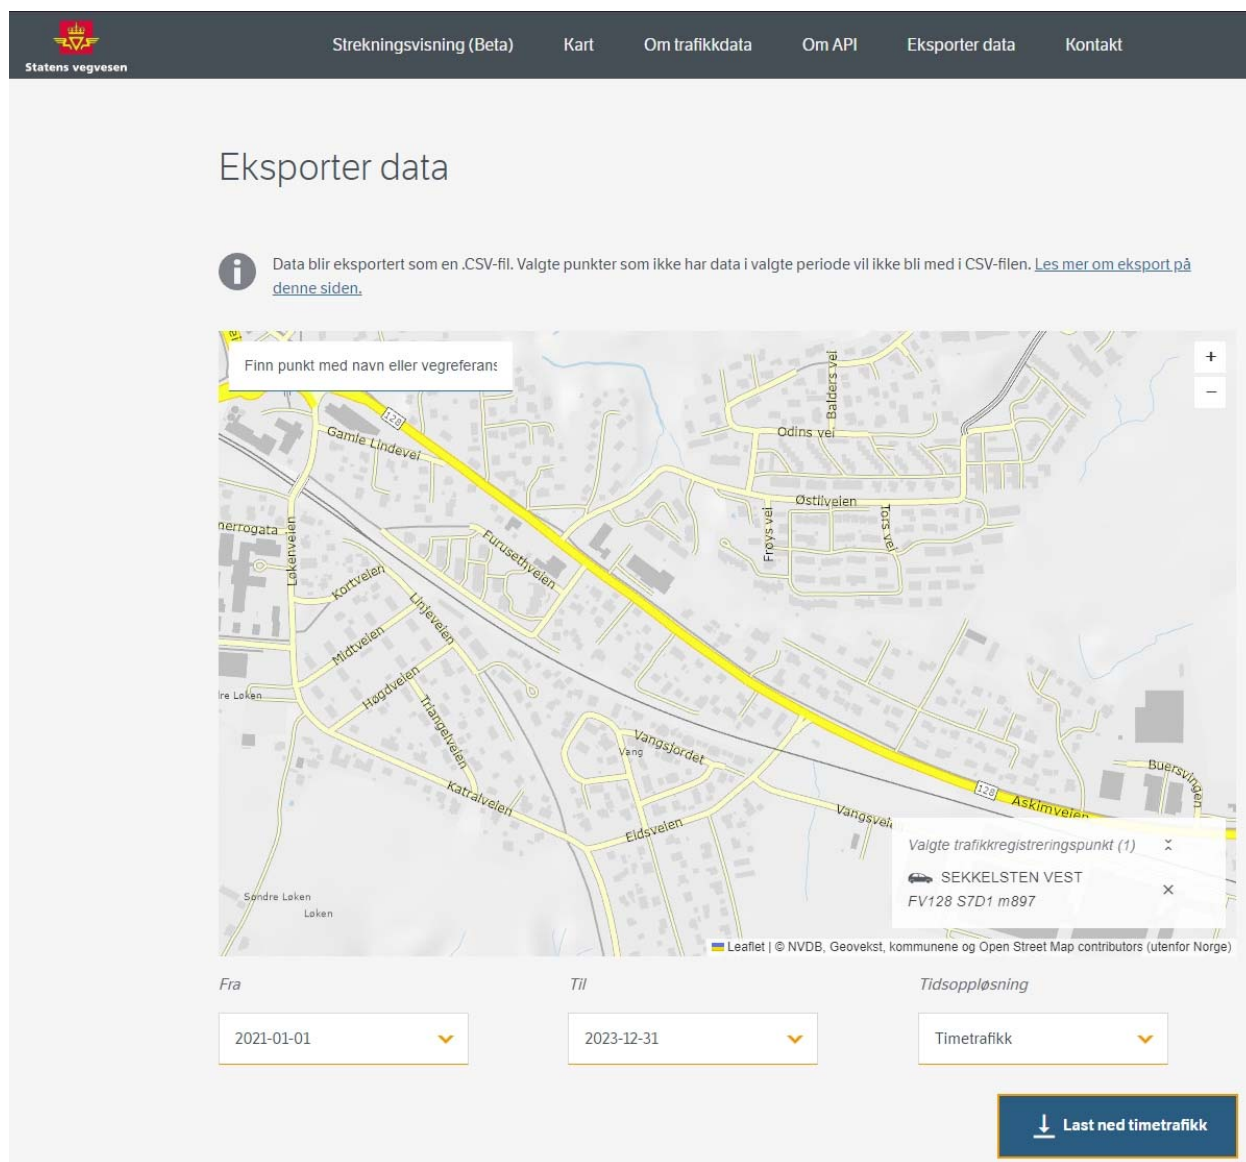 Statens vegvesen
Strekningsvisning (Beta)
Kart
Om trafikkdata
Om API
Eksporter data
Kontakt
Eksporter data
Data blir eksportert som en .CSV-fil. Valgte punkter som ikke har data i valgte periode vil ikke bli med i CSV-filen. Les mer om eksport på
denne siden.
Finn punkt med navn eller vegreferans
+
−
128
Gamle Lindevei
Balders vei
Odins vei
Østliveien
Frøys vei
Tors vei
nerrogata
Løkenveien
Furusethveien
Kortveien
Linjeveien
Midtveien
Høgdveien
Triangelveien
re Løken
Katralveien
Vangsjordet
Vang
Eidsveien
Vangsveien
Buersvingen
128
Askimveien
Søndre Løken
Løken
Valgte trafikkregistreringspunkt (1)
SEKKELSTEN VEST
FV128 S7D1 m897
Leaflet | © NVDB, Geovekst, kommunene og Open Street Map contributors (utenfor Norge)
Fra
Til
Tidsoppløsning
2021-01-01
2023-12-31
Timetrafikk
Last ned timetrafikk